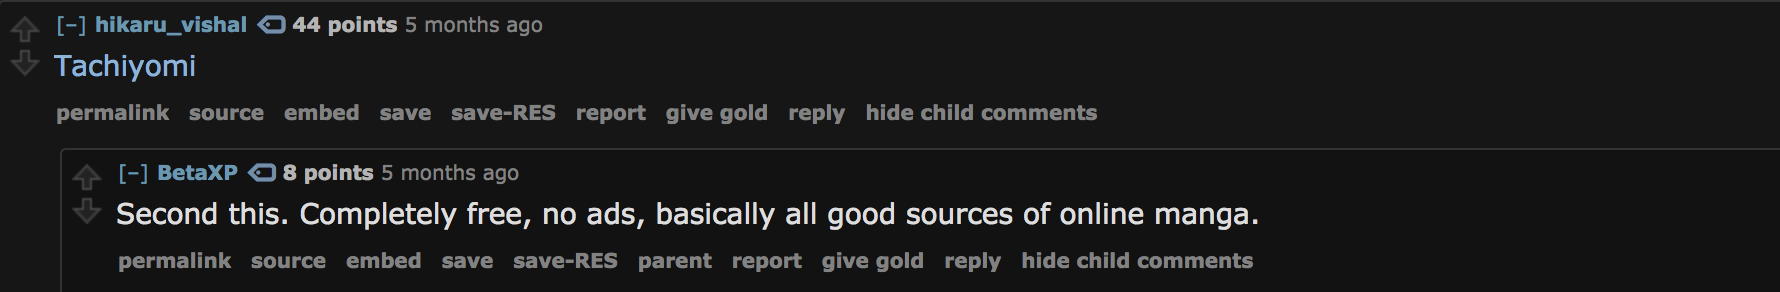 [–] hikaru_vishal 44 points 5 months ago
Tachiyomi
permalink source embed save save-RES report give gold reply hide child comments
[–] BetaXP 8 points 5 months ago
Second this. Completely free, no ads, basically all good sources of online manga.
permalink source embed save save-RES parent report give gold reply hide child comments